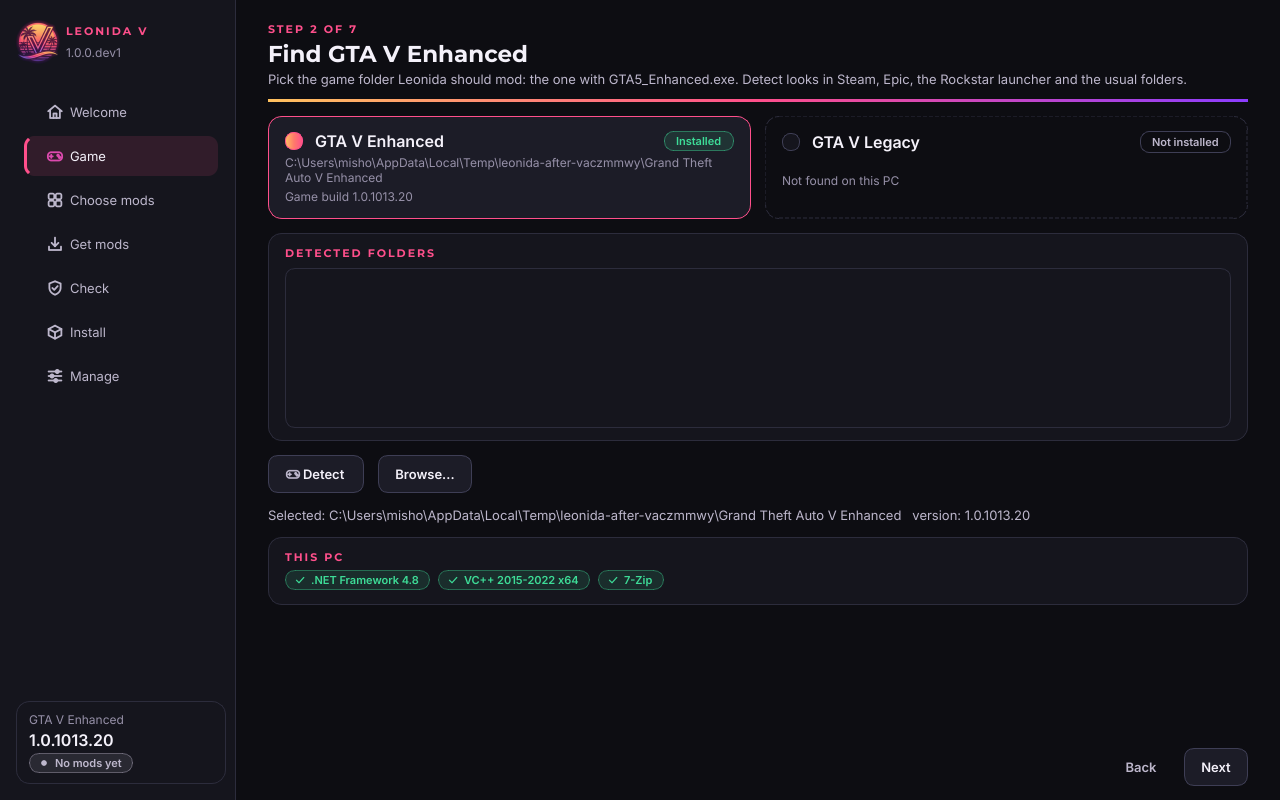 LEONIDA V
1.0.0.dev1
Welcome
Game
Choose mods
Get mods
Check
Install
Manage
GTA V Enhanced
1.0.1013.20
No mods yet
STEP 2 OF 7
Find GTA V Enhanced
Pick the game folder Leonida should mod: the one with GTA5_Enhanced.exe. Detect looks in Steam, Epic, the Rockstar launcher and the usual folders.
GTA V Enhanced
Installed
C:\Users\misho\AppData\Local\Temp\leonida-after-vaczmmwy\Grand Theft
Auto V Enhanced
Game build 1.0.1013.20
GTA V Legacy
Not installed
Not found on this PC
DETECTED FOLDERS
Detect
Browse...
Selected: C:\Users\misho\AppData\Local\Temp\leonida-after-vaczmmwy\Grand Theft Auto V Enhanced   version: 1.0.1013.20
THIS PC
.NET Framework 4.8
VC++ 2015-2022 x64
7-Zip
Back
Next